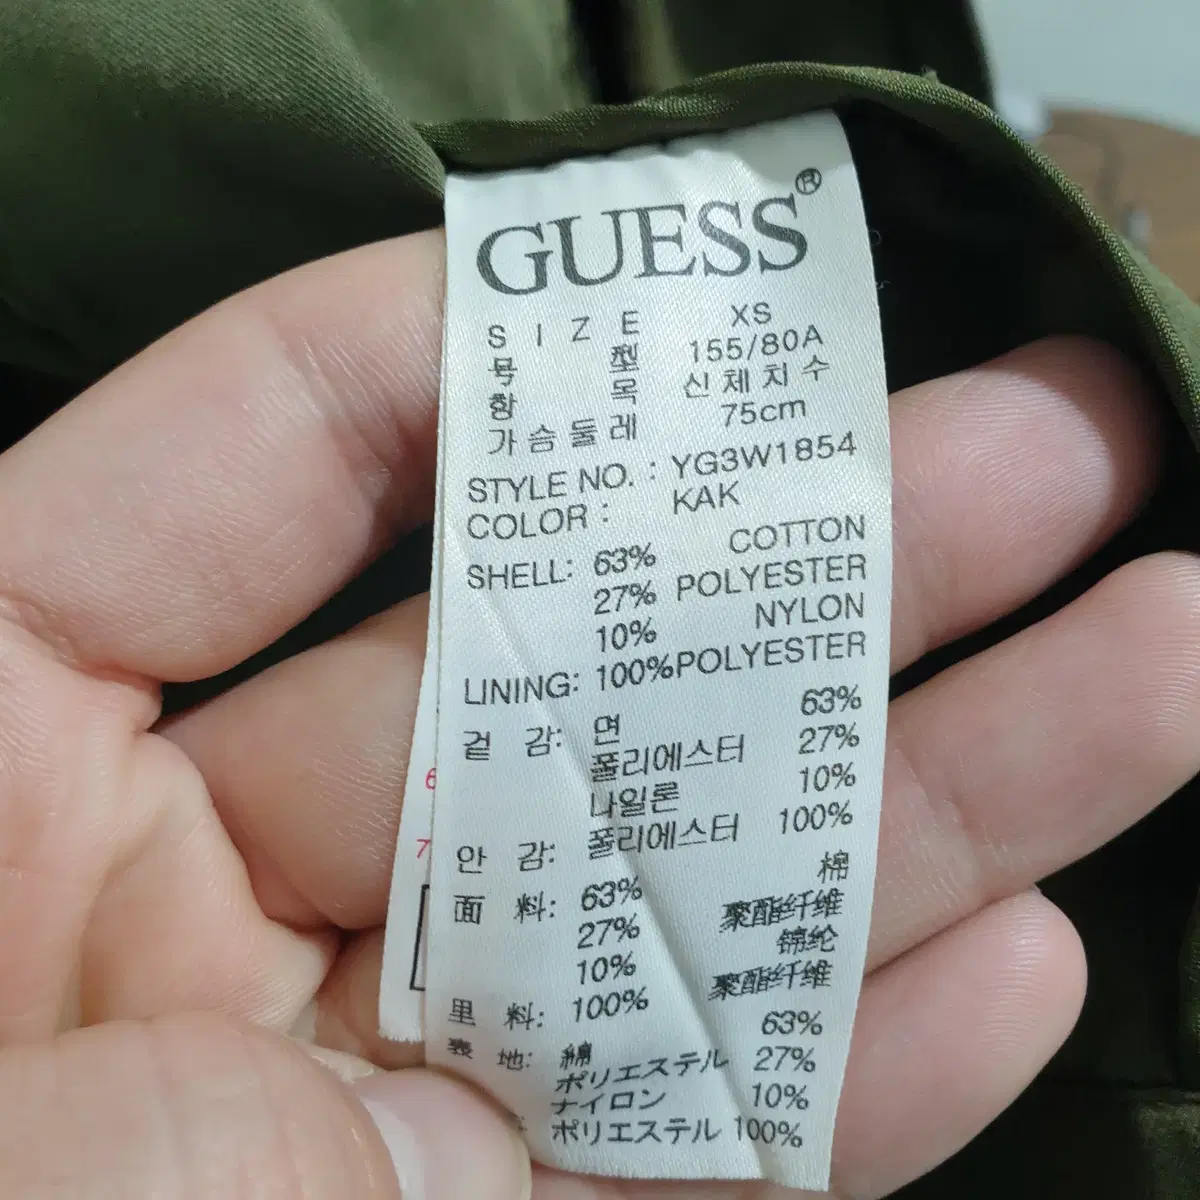 GUESS®
SIZE XS
号 型 155/80A
항 목 신체치수
가슴둘레 75cm
STYLE NO. : YG3W1854
COLOR : KAK
SHELL: 63% COTTON
27% POLYESTER
10% NYLON
LINING: 100%POLYESTER
겉 감: 면 63%
폴리에스터 27%
나일론 10%
안 감: 폴리에스터 100%
面 料: 63% 棉
27% 聚酯纤维
10% 锦纶
里 料: 100% 聚酯纤维
表 地: 綿 63%
ポリエステル 27%
ナイロン 10%
ポリエステル 100%
6
7